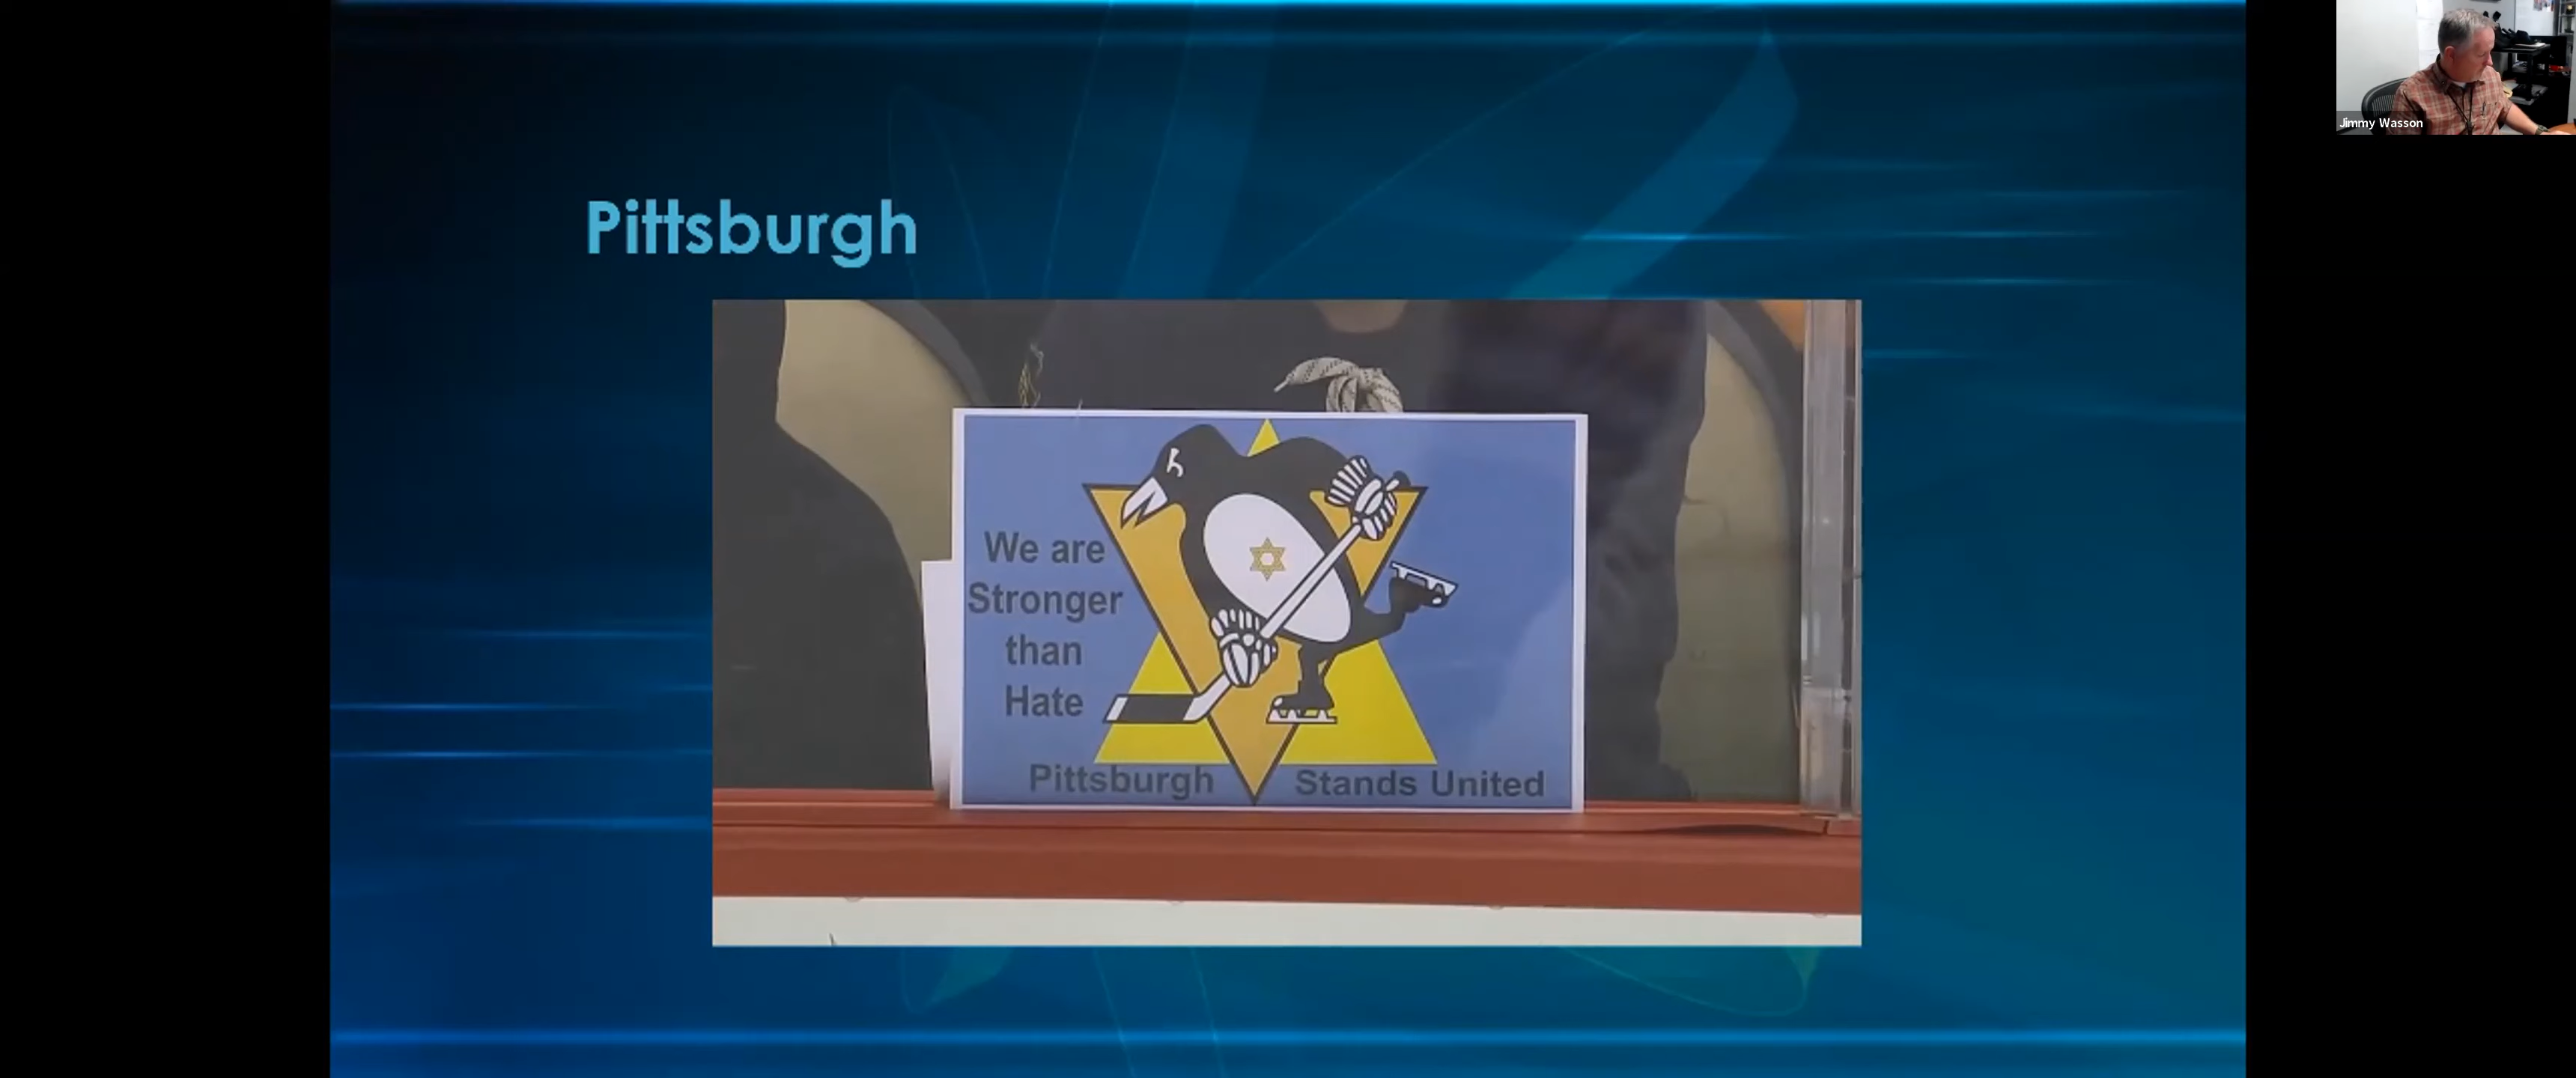 Pittsburgh
We are
Stronger
than
Hate
Pittsburgh Stands United
Jimmy Wasson